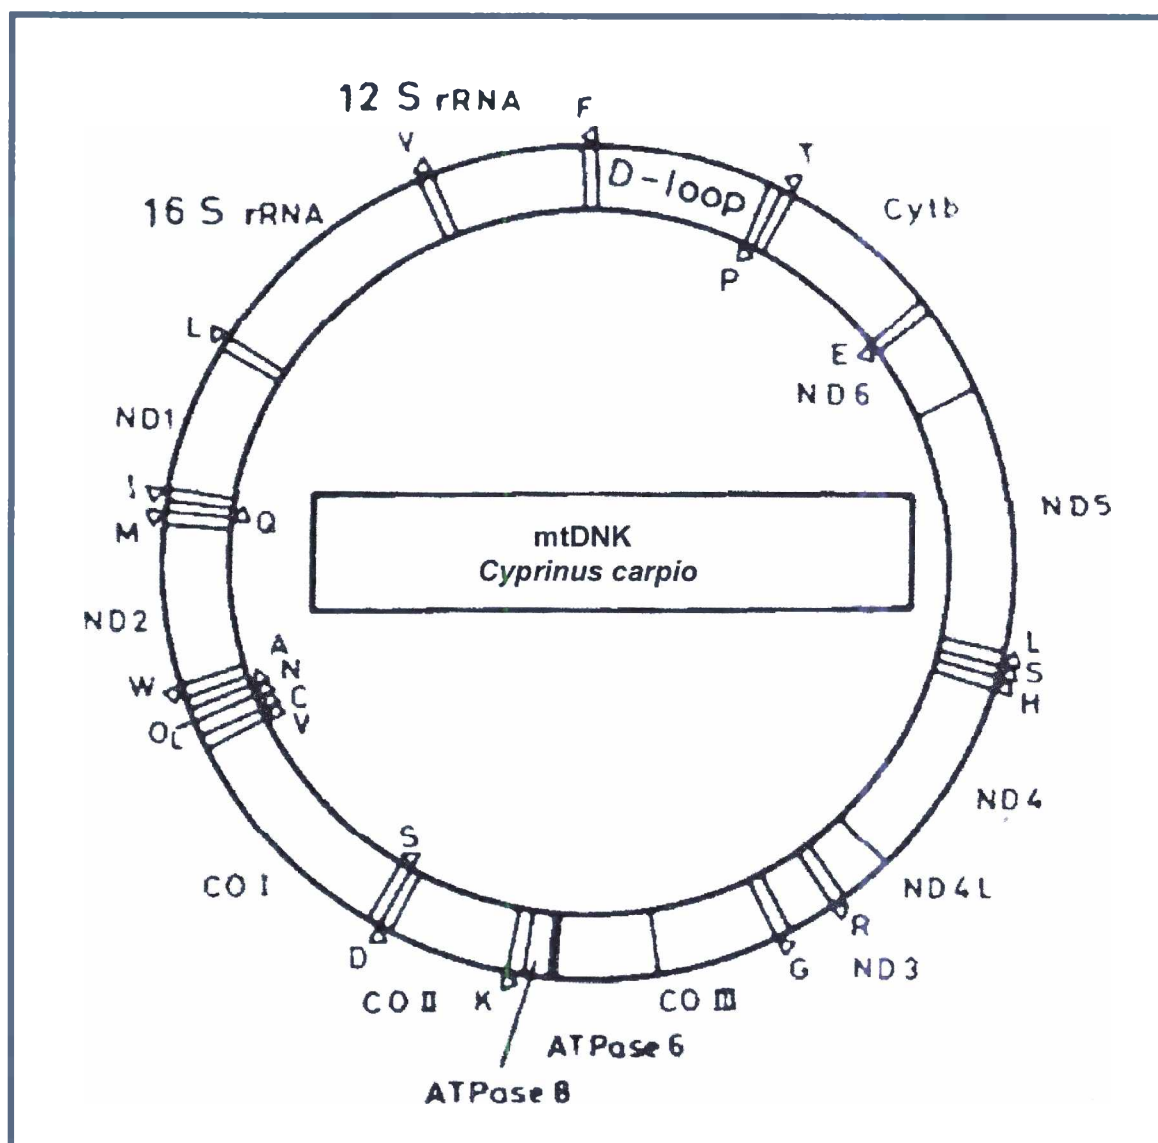 12 S rRNA
F
V
T
D-loop
16 S rRNA
Cytb
P
L
E
ND6
ND1
I
Q
M
ND5
mtDNK
Cyprinus carpio
ND2
A
N
W
C
OL
V
L
S
H
ND4
S
CO I
ND4L
R
D
G
ND3
CO II
K
CO III
ATPase 6
ATPase 8